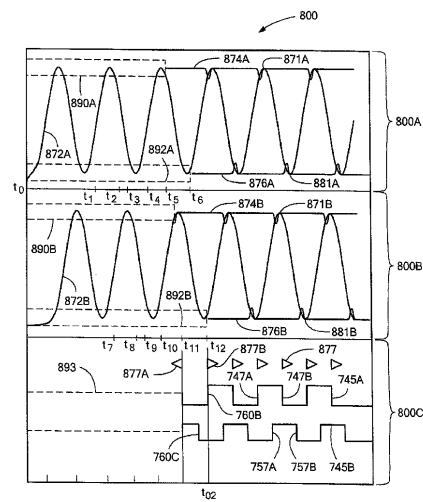 800
874A 871A
890A
872A
892A
800A
876A 881A
t0
t1 t2 t3 t4 t5 t6
874B 871B
890B
872B
892B
800B
876B 881B
t7 t8 t9 t10 t11 t12
893
877A 877B 877
747A 747B 745A
760B
800C
760C
757A 757B 745B
t02